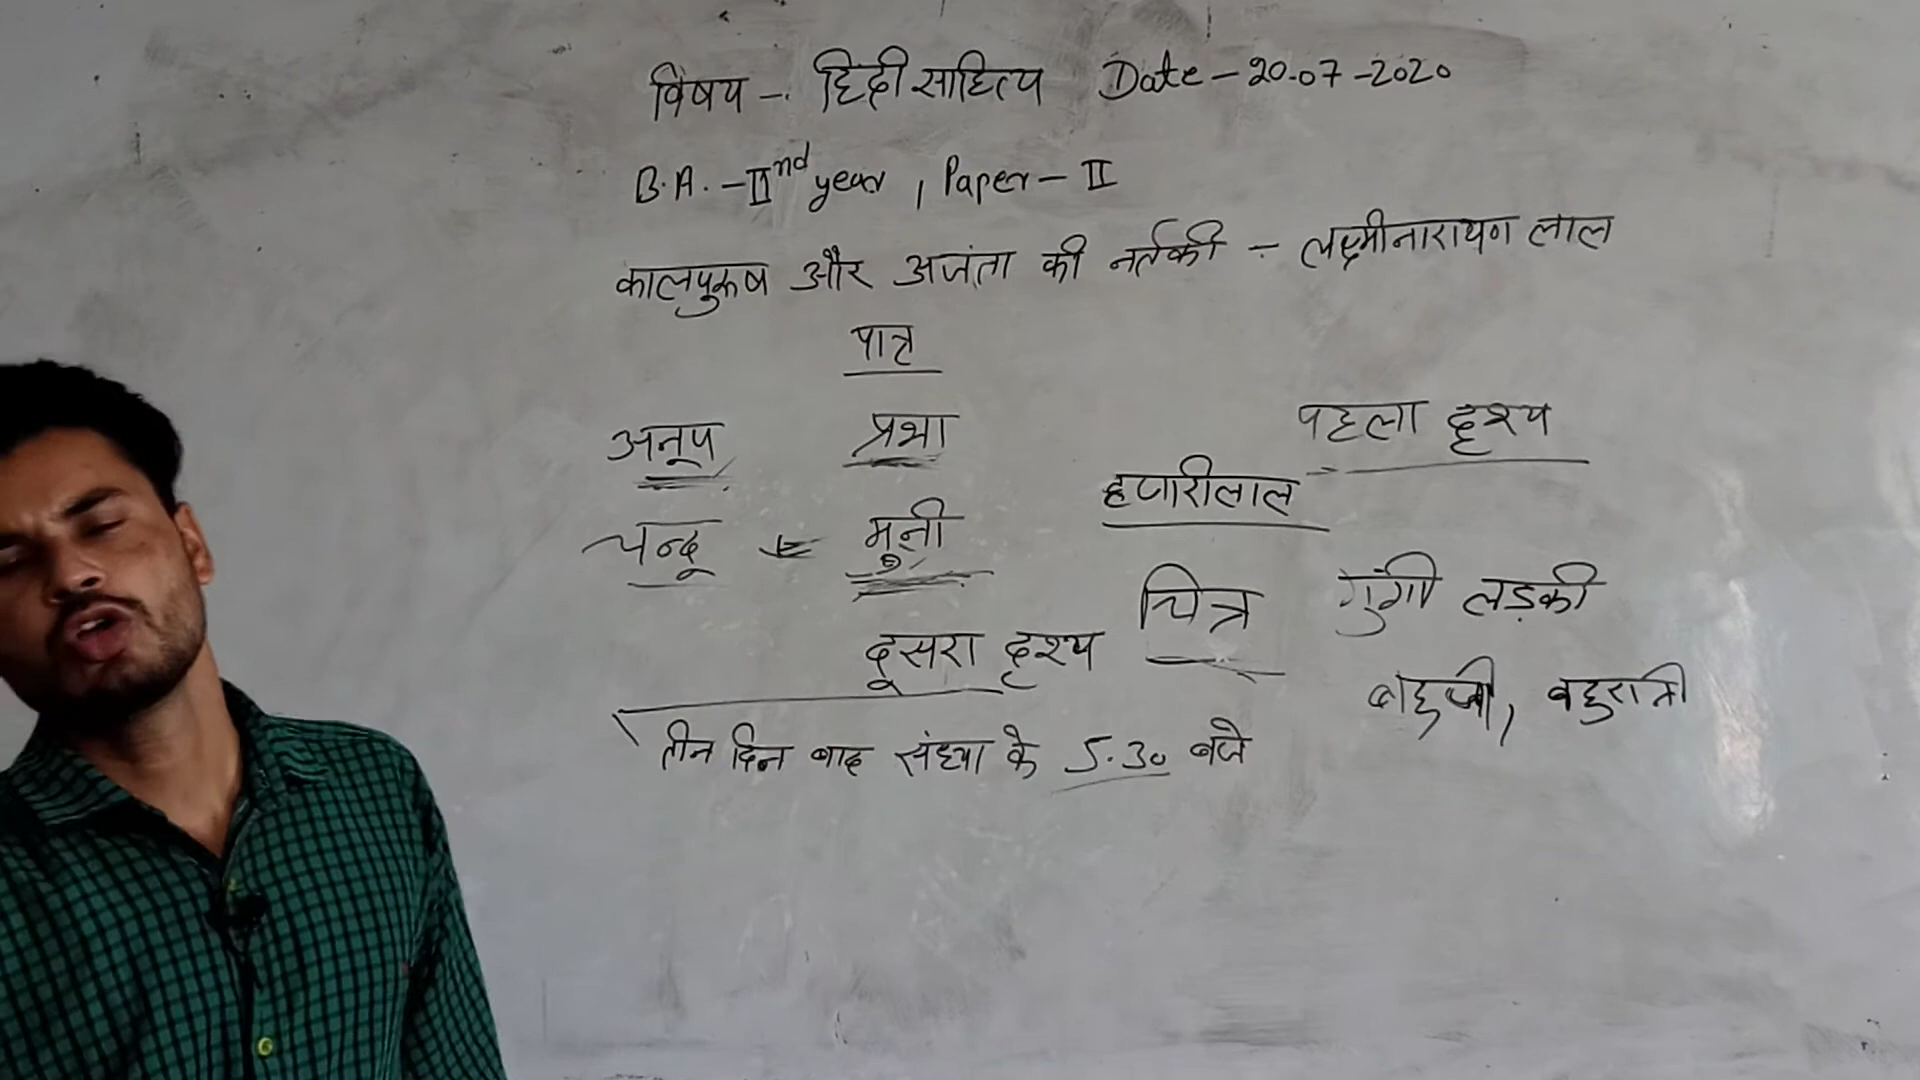 विषय - हिंदी साहित्य Date - 20-07-2020
B.A. - IInd year, Paper - II
कालपुरुष और अजंता की नर्तकी - लक्ष्मीनारायण लाल
पात्र
अनूप प्रभा पहला दृश्य
हजारीलाल
चन्दू मुन्नी
चित्र गुंगी लड़की
दूसरा दृश्य
बहुरानी
तीन दिन बाद संध्या के 5.30 बजे